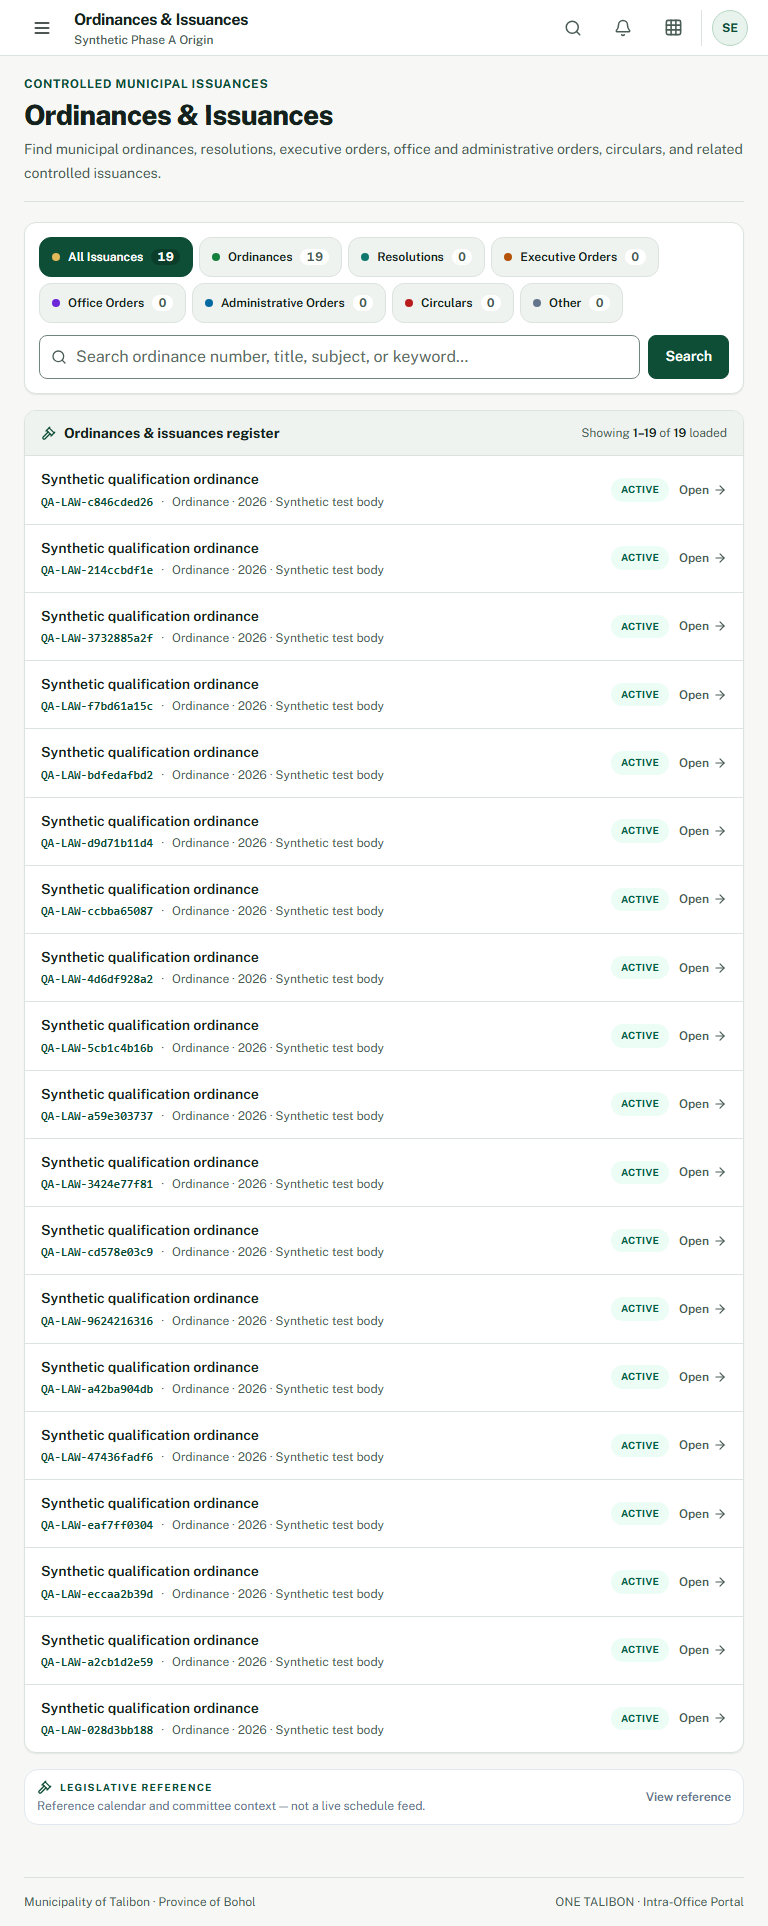 Ordinances & Issuances
Synthetic Phase A Origin
SE
CONTROLLED MUNICIPAL ISSUANCES
Ordinances & Issuances
Find municipal ordinances, resolutions, executive orders, office and administrative orders, circulars, and related
controlled issuances.
All Issuances 19 Ordinances 19 Resolutions 0 Executive Orders 0
Office Orders 0 Administrative Orders 0 Circulars 0 Other 0
Search ordinance number, title, subject, or keyword... Search
Ordinances & issuances register Showing 1–19 of 19 loaded
Synthetic qualification ordinance
QA-LAW-c846cded26 · Ordinance · 2026 · Synthetic test body ACTIVE Open →
Synthetic qualification ordinance
QA-LAW-214ccbdf1e · Ordinance · 2026 · Synthetic test body ACTIVE Open →
Synthetic qualification ordinance
QA-LAW-3732885a2f · Ordinance · 2026 · Synthetic test body ACTIVE Open →
Synthetic qualification ordinance
QA-LAW-f7bd61a15c · Ordinance · 2026 · Synthetic test body ACTIVE Open →
Synthetic qualification ordinance
QA-LAW-bdfedafbd2 · Ordinance · 2026 · Synthetic test body ACTIVE Open →
Synthetic qualification ordinance
QA-LAW-d9d71b11d4 · Ordinance · 2026 · Synthetic test body ACTIVE Open →
Synthetic qualification ordinance
QA-LAW-ccbba65087 · Ordinance · 2026 · Synthetic test body ACTIVE Open →
Synthetic qualification ordinance
QA-LAW-4d6df928a2 · Ordinance · 2026 · Synthetic test body ACTIVE Open →
Synthetic qualification ordinance
QA-LAW-5cb1c4b16b · Ordinance · 2026 · Synthetic test body ACTIVE Open →
Synthetic qualification ordinance
QA-LAW-a59e303737 · Ordinance · 2026 · Synthetic test body ACTIVE Open →
Synthetic qualification ordinance
QA-LAW-3424e77f81 · Ordinance · 2026 · Synthetic test body ACTIVE Open →
Synthetic qualification ordinance
QA-LAW-cd578e03c9 · Ordinance · 2026 · Synthetic test body ACTIVE Open →
Synthetic qualification ordinance
QA-LAW-9624216316 · Ordinance · 2026 · Synthetic test body ACTIVE Open →
Synthetic qualification ordinance
QA-LAW-a42ba904db · Ordinance · 2026 · Synthetic test body ACTIVE Open →
Synthetic qualification ordinance
QA-LAW-47436fadf6 · Ordinance · 2026 · Synthetic test body ACTIVE Open →
Synthetic qualification ordinance
QA-LAW-eaf7ff0304 · Ordinance · 2026 · Synthetic test body ACTIVE Open →
Synthetic qualification ordinance
QA-LAW-eccaa2b39d · Ordinance · 2026 · Synthetic test body ACTIVE Open →
Synthetic qualification ordinance
QA-LAW-a2cb1d2e59 · Ordinance · 2026 · Synthetic test body ACTIVE Open →
Synthetic qualification ordinance
QA-LAW-028d3bb188 · Ordinance · 2026 · Synthetic test body ACTIVE Open →
LEGISLATIVE REFERENCE
Reference calendar and committee context — not a live schedule feed. View reference
Municipality of Talibon · Province of Bohol ONE TALIBON · Intra-Office Portal